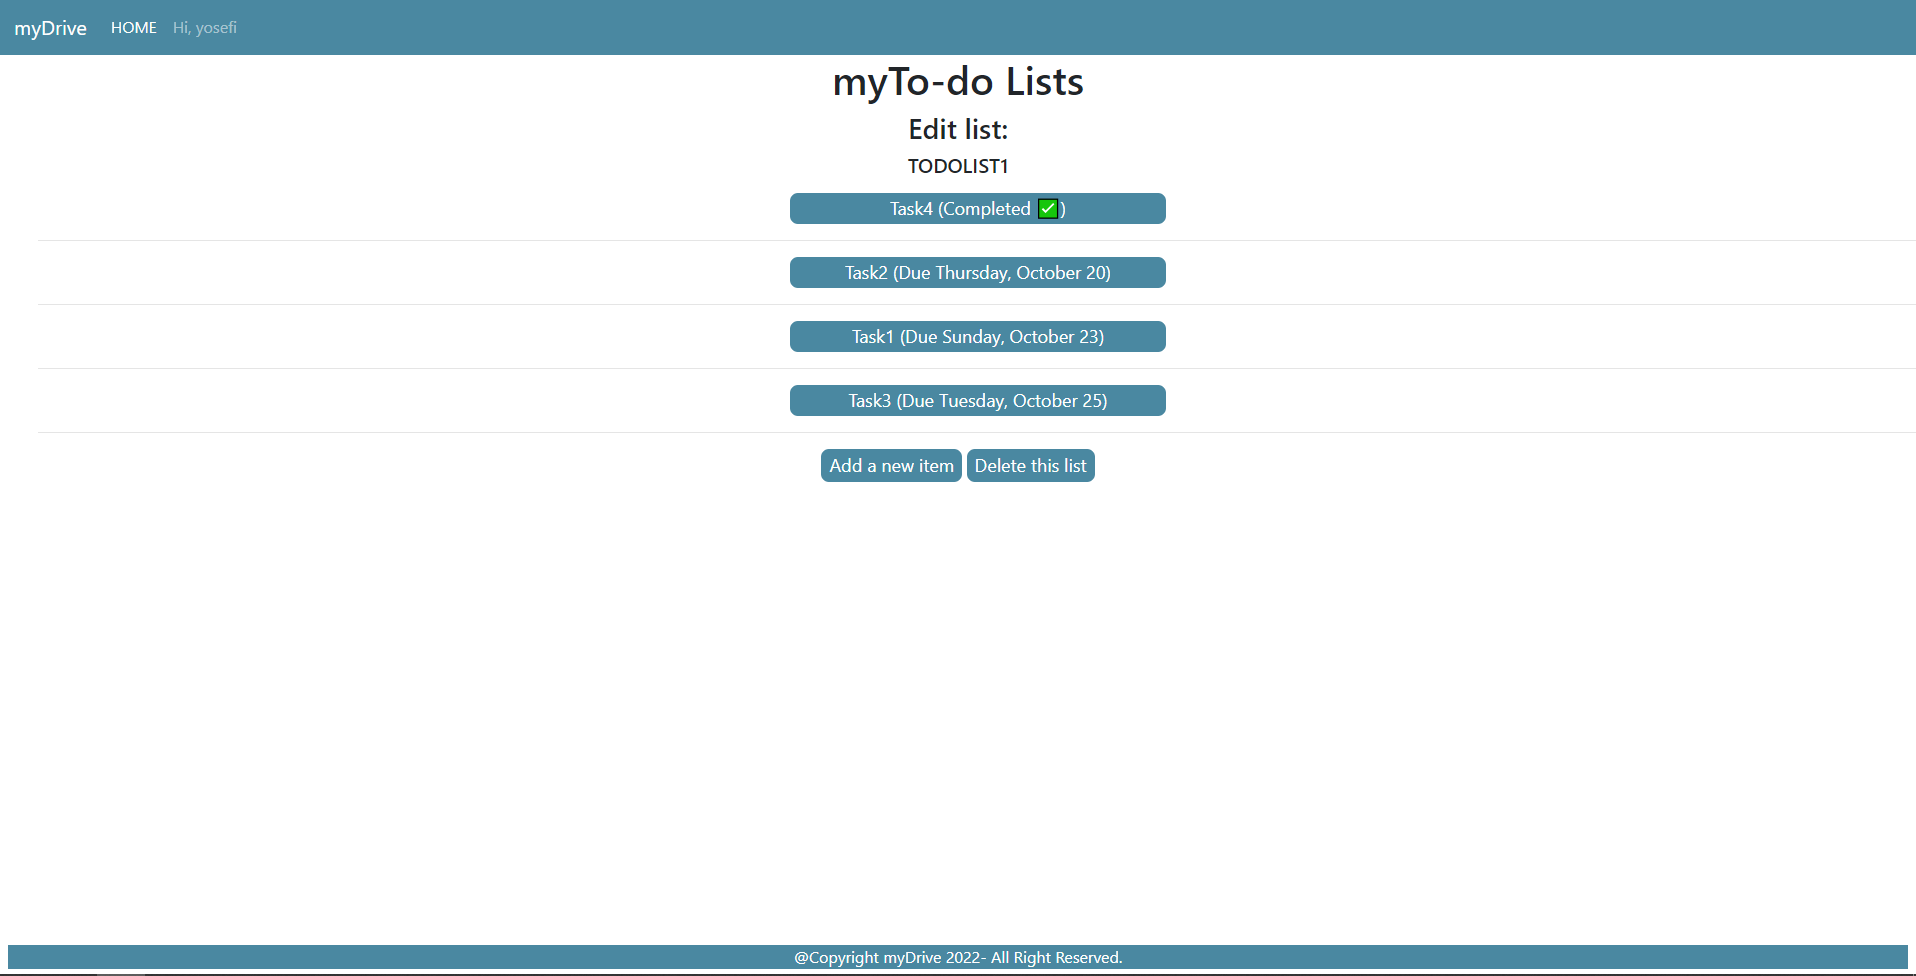 myDrive HOME Hi, yosefi
myTo-do Lists
Edit list:
TODOLIST1
Task4 (Completed ✅)
Task2 (Due Thursday, October 20)
Task1 (Due Sunday, October 23)
Task3 (Due Tuesday, October 25)
Add a new item Delete this list
@Copyright myDrive 2022- All Right Reserved.